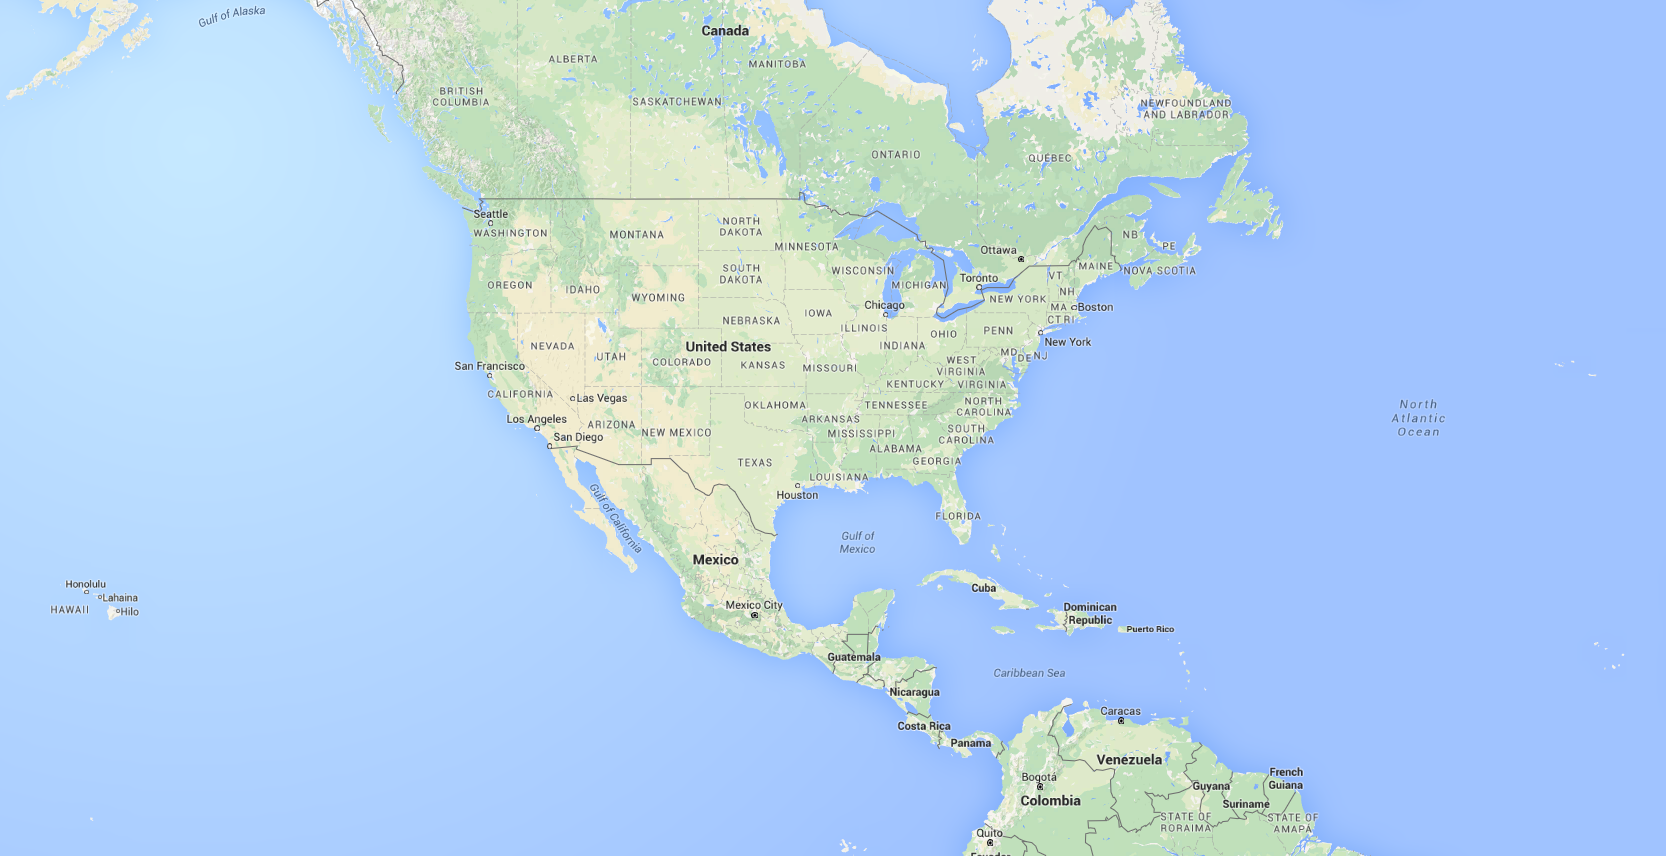 Gulf of Alaska
Canada
ALBERTA
MANITOBA
BRITISH
COLUMBIA
SASKATCHEWAN
NEWFOUNDLAND
AND LABRADOR
ONTARIO
QUÉBEC
Seattle
WASHINGTON
MONTANA
NORTH
DAKOTA
MINNESOTA
Ottawa
NB
PE
MAINE
NOVA SCOTIA
OREGON
IDAHO
WYOMING
SOUTH
DAKOTA
WISCONSIN
MICHIGAN
Toronto
VT
NH
NEW YORK
MA
Boston
CT
RI
Chicago
IOWA
NEBRASKA
ILLINOIS
INDIANA
OHIO
PENN
New York
NEVADA
UTAH
COLORADO
United States
KANSAS
MISSOURI
WEST
VIRGINIA
MD
DE
NJ
San Francisco
CALIFORNIA
Las Vegas
KENTUCKY
VIRGINIA
Los Angeles
ARIZONA
NEW MEXICO
OKLAHOMA
ARKANSAS
TENNESSEE
NORTH
CAROLINA
San Diego
MISSISSIPPI
ALABAMA
SOUTH
CAROLINA
GEORGIA
TEXAS
LOUISIANA
Houston
FLORIDA
North
Atlantic
Ocean
Gulf of California
Gulf of
Mexico
Mexico
Mexico City
Cuba
Dominican
Republic
Puerto Rico
Honolulu
Lahaina
HAWAII
Hilo
Guatemala
Caribbean Sea
Nicaragua
Costa Rica
Panama
Caracas
Venezuela
Bogotá
Colombia
Guyana
French
Guiana
Suriname
STATE OF
RORAIMA
STATE OF
AMAPÁ
Quito
Ecuador